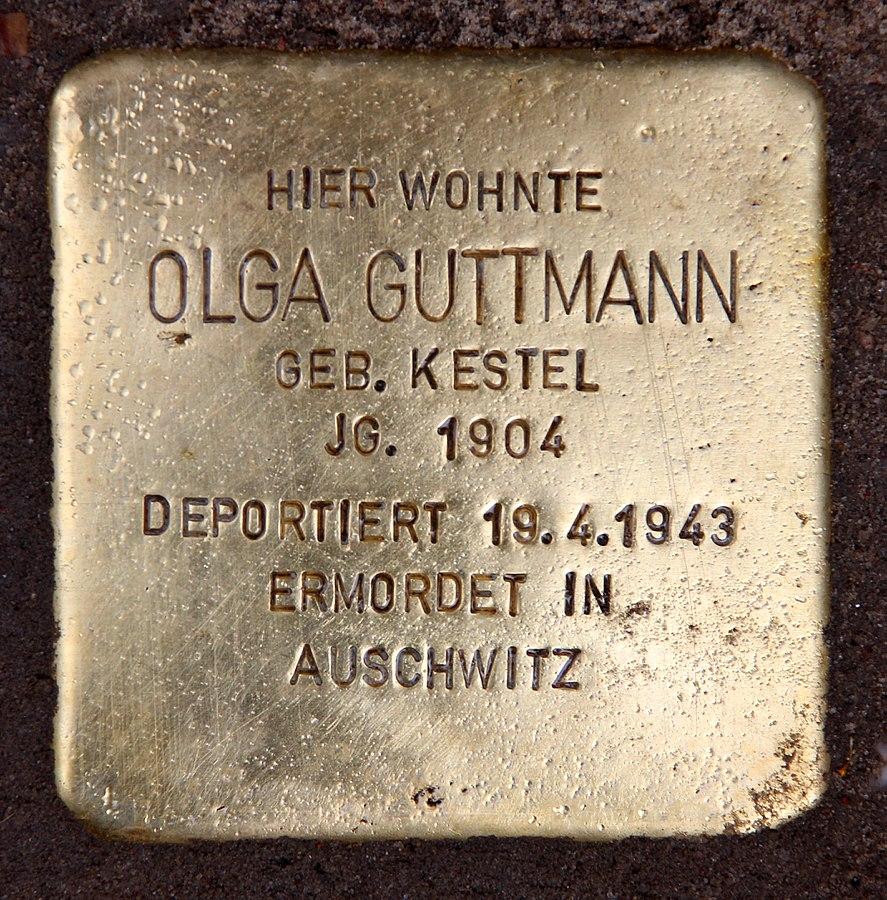 HIER WOHNTE
OLGA GUTTMANN
GEB. KESTEL
JG. 1904
DEPORTIERT 19.4.1943
ERMORDET IN
AUSCHWITZ